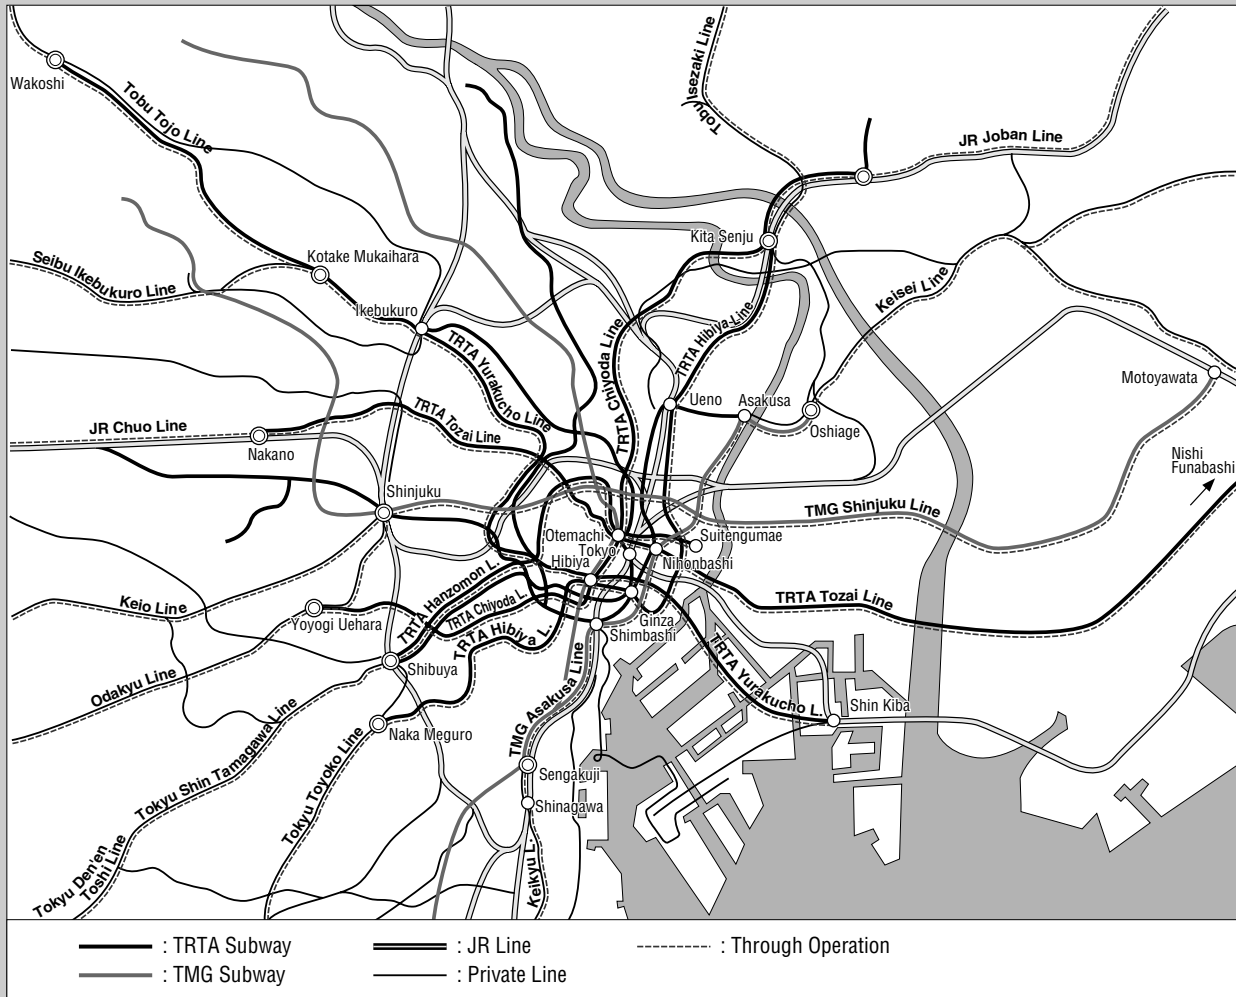 Wakoshi
Tobu Tojo Line
Tobu Isezaki Line
JR Joban Line
Kita Senju
Kotake Mukaihara
Seibu Ikebukuro Line
Keisei Line
Ikebukuro
TRTA Yurakucho Line
TRTA Chiyoda Line
TRTA Hibiya Line
Motoyawata
Ueno
Asakusa
Oshiage
TRTA Tozai Line
JR Chuo Line
Nakano
Nishi
Funabashi
Shinjuku
TMG Shinjuku Line
Otemachi
Tokyo
Hibiya
Suitengumae
Nihonbashi
TRTA Hanzomon L.
TRTA Chiyoda L.
TRTA Hibiya L.
TRTA Tozai Line
Keio Line
Yoyogi Uehara
Ginza
Shimbashi
Shibuya
Odakyu Line
TRTA Yurakucho L.
Shin Kiba
TMG Asakusa Line
Naka Meguro
Tokyu Shin Tamagawa Line
Tokyu Toyoko Line
Sengakuji
Shinagawa
Tokyu Den'en
Toshi Line
Keikyu L.
: TRTA Subway
: JR Line
: Through Operation
: TMG Subway
: Private Line